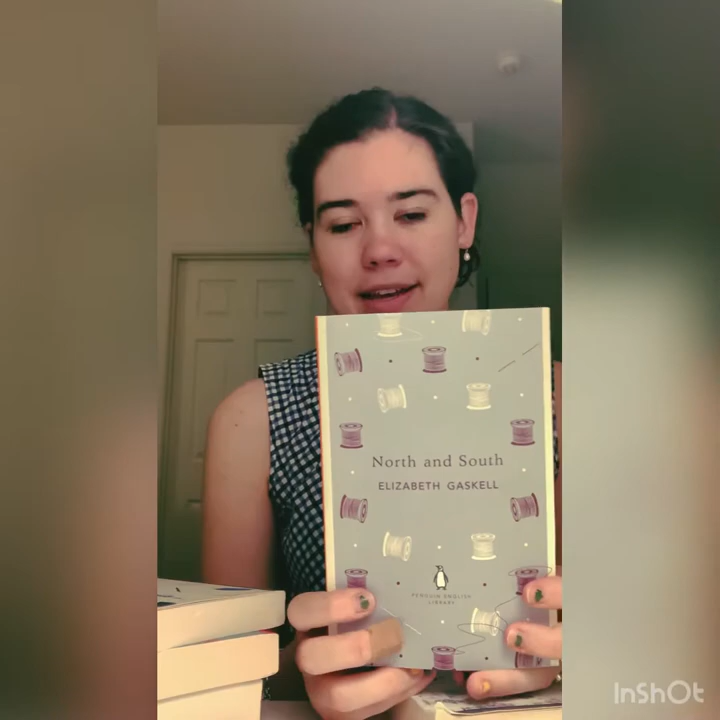 North and South
ELIZABETH GASKELL
PENGUIN ENGLISH
LIBRARY
InShOt